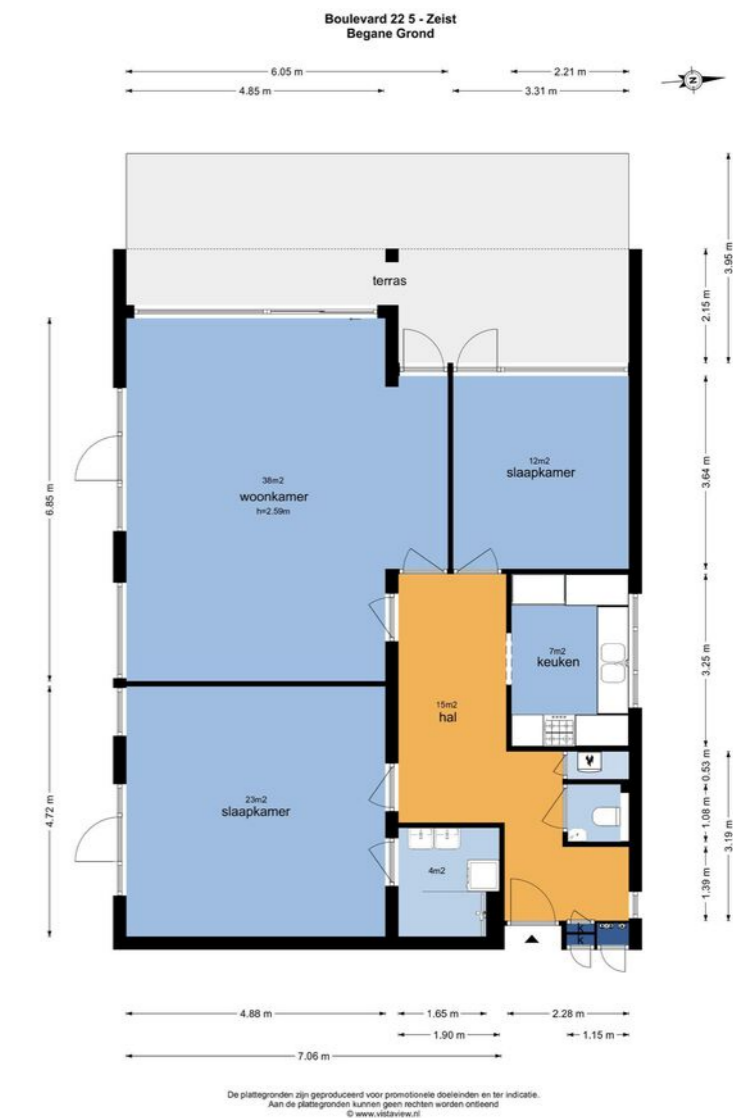 Boulevard 22 5 - Zeist
Begane Grond
6.05 m
2.21 m
4.85 m
3.31 m
N
3.95 m
2.15 m
terras
6.85 m
38m2
woonkamer
h=2.59m
12m2
slaapkamer
3.64 m
7m2
keuken
3.25 m
15m2
hal
23m2
slaapkamer
4.72 m
0.53 m
1.08 m
3.19 m
4m2
1.39 m
K
K
4.88 m
1.65 m
2.28 m
1.90 m
1.15 m
7.06 m
De plattegronden zijn geproduceerd voor promotionele doeleinden en ter indicatie.
Aan de plattegronden kunnen geen rechten worden ontleend
© www.vistaview.nl